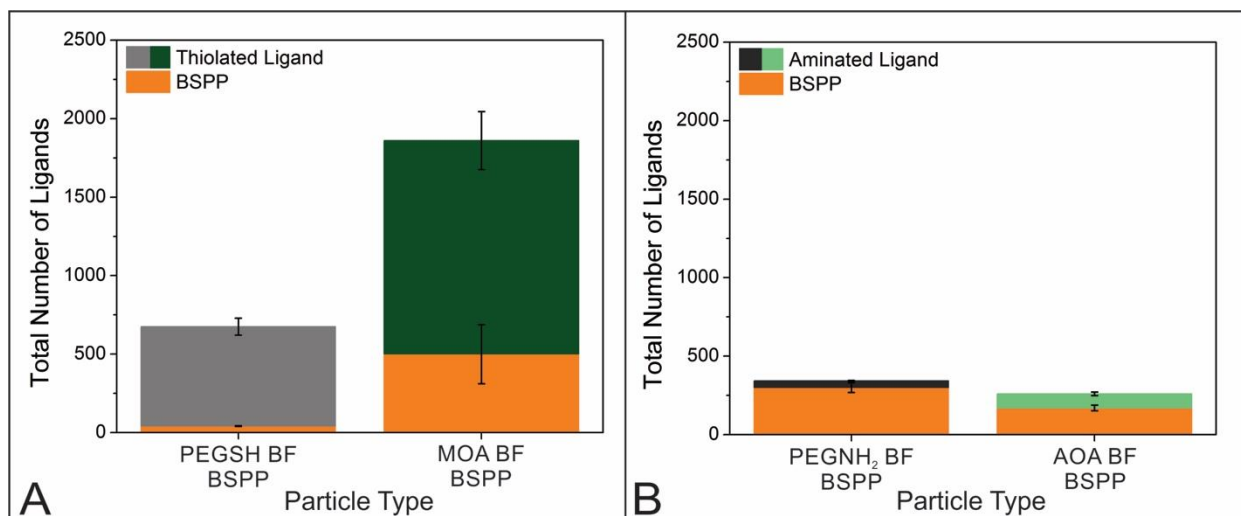 2500
2000
1500
1000
500
0
Total Number of Ligands
Thiolated Ligand
BSPP
PEGSH BF
BSPP
MOA BF
BSPP
Particle Type
A
2500
2000
1500
1000
500
0
Total Number of Ligands
Aminated Ligand
BSPP
PEGNH₂ BF
BSPP
AOA BF
BSPP
Particle Type
B